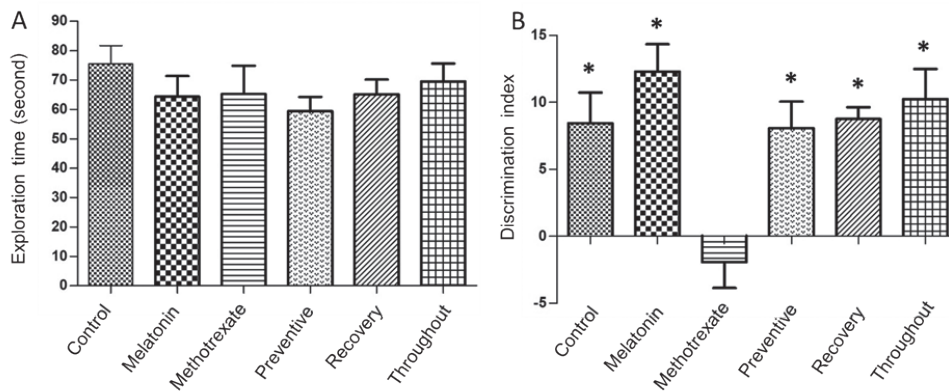 A
Exploration time (second)
90
80
70
60
50
40
30
20
10
0
Control
Melatonin
Methotrexate
Preventive
Recovery
Throughout
B
Discrimination index
15
10
5
0
-5
*
*
*
*
*
Control
Melatonin
Methotrexate
Preventive
Recovery
Throughout